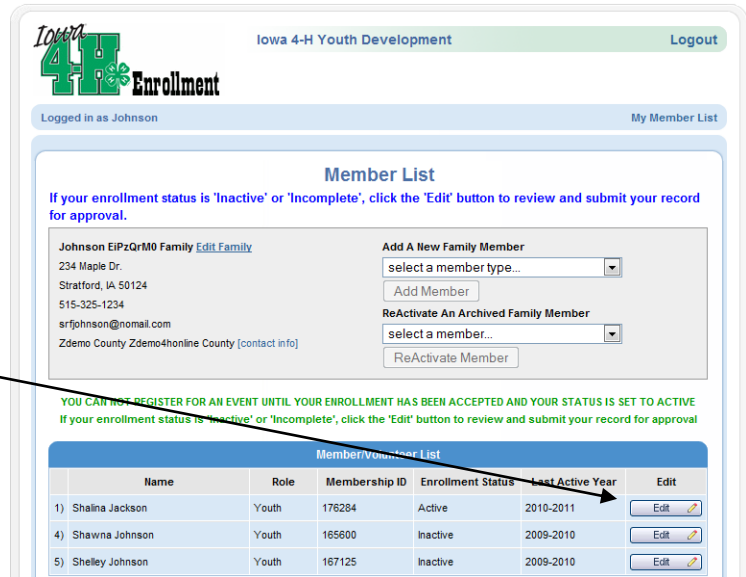 Iowa
4-H
Enrollment
Iowa 4-H Youth Development
Logout
Logged in as Johnson
My Member List
Member List
If your enrollment status is 'Inactive' or 'Incomplete', click the 'Edit' button to review and submit your record
for approval.
Johnson EiPzQrM0 Family Edit Family
234 Maple Dr.
Stratford, IA 50124
515-325-1234
srfjohnson@nomail.com
Zdemo County Zdemo4honline County [contact info]
Add A New Family Member
select a member type...
Add Member
ReActivate An Archived Family Member
select a member...
ReActivate Member
YOU CAN NOT REGISTER FOR AN EVENT UNTIL YOUR ENROLLMENT HAS BEEN ACCEPTED AND YOUR STATUS IS SET TO ACTIVE
If your enrollment status is 'Inactive' or 'Incomplete', click the 'Edit' button to review and submit your record for approval
Member/Volunteer List
Name Role Membership ID Enrollment Status Last Active Year Edit
1) Shalina Jackson Youth 176284 Active 2010-2011 Edit
4) Shawna Johnson Youth 165600 Inactive 2009-2010 Edit
5) Shelley Johnson Youth 167125 Inactive 2009-2010 Edit